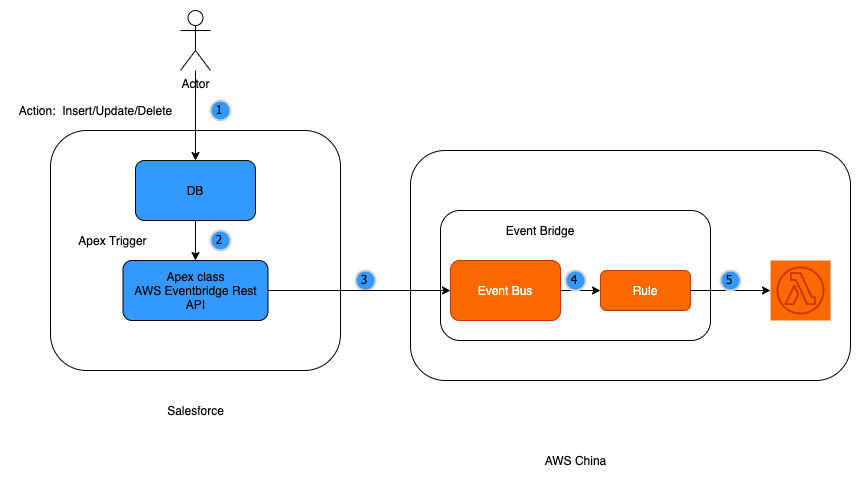 Actor
Action:  Insert/Update/Delete
1
DB
Apex Trigger
2
Apex class
AWS Eventbridge Rest
API
3
Event Bridge
Event Bus
4
Rule
5
Salesforce
AWS China